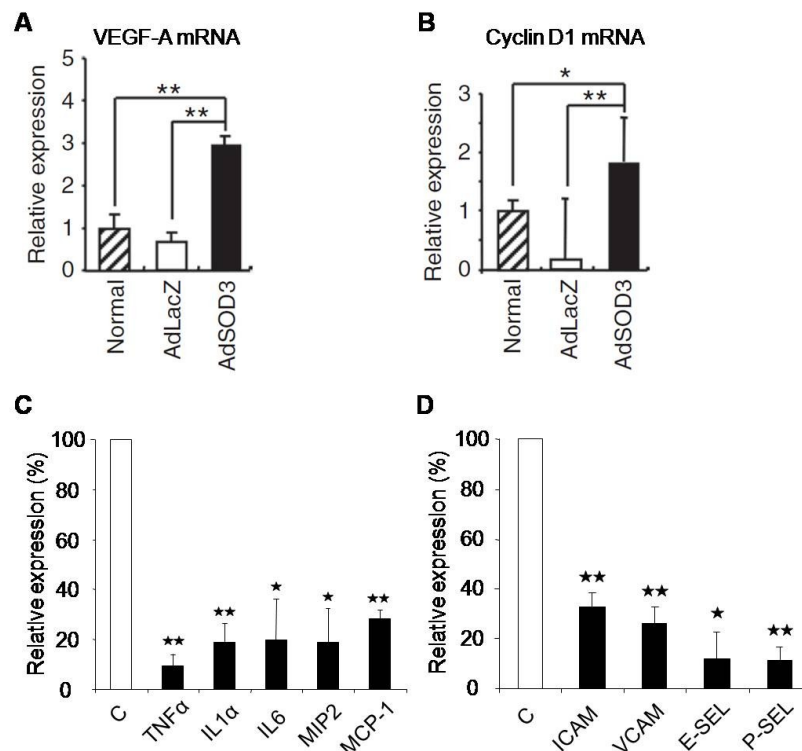 A
VEGF-A mRNA
Relative expression
5
4
3
2
1
0
**
**
Normal
AdLacZ
AdSOD3
B
Cyclin D1 mRNA
Relative expression
3
2
1
0
*
**
Normal
AdLacZ
AdSOD3
C
Relative expression (%)
100
80
60
40
20
0
★★
★★
★
★
★★
C
TNFα
IL1α
IL6
MIP2
MCP-1
D
Relative expression (%)
100
80
60
40
20
0
★★
★★
★
★★
C
ICAM
VCAM
E-SEL
P-SEL